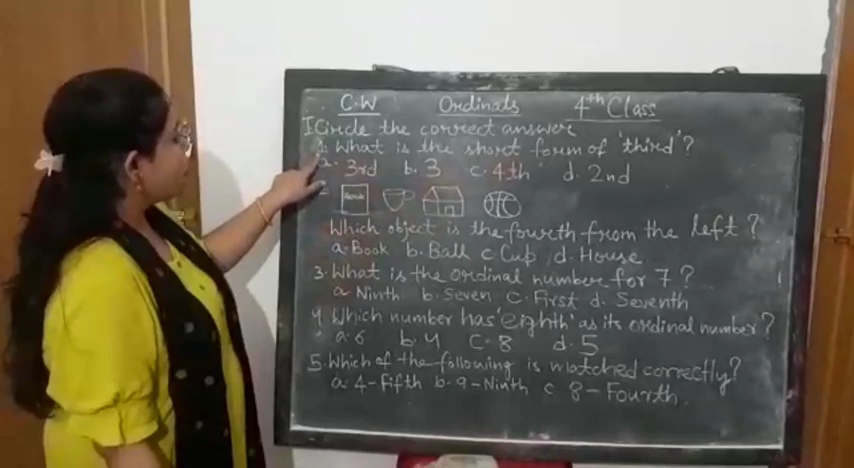 C.W Ordinals 4th Class
I Circle the correct answer
1. What is the short form of 'third'?
a. 3rd b. 3 c. 4th d. 2nd
2 Book
Which object is the fourth from the left?
a. Book b. Ball c Cup d. House
3. What is the ordinal number for 7?
a. Ninth b. Seven c. First d. Seventh
4 Which number has 'eighth' as its ordinal number?
a. 6 b. 4 c. 8 d. 5
5. Which of the following is matched correctly?
a. 4 - Fifth b. 9 - Ninth c 8 - Fourth.